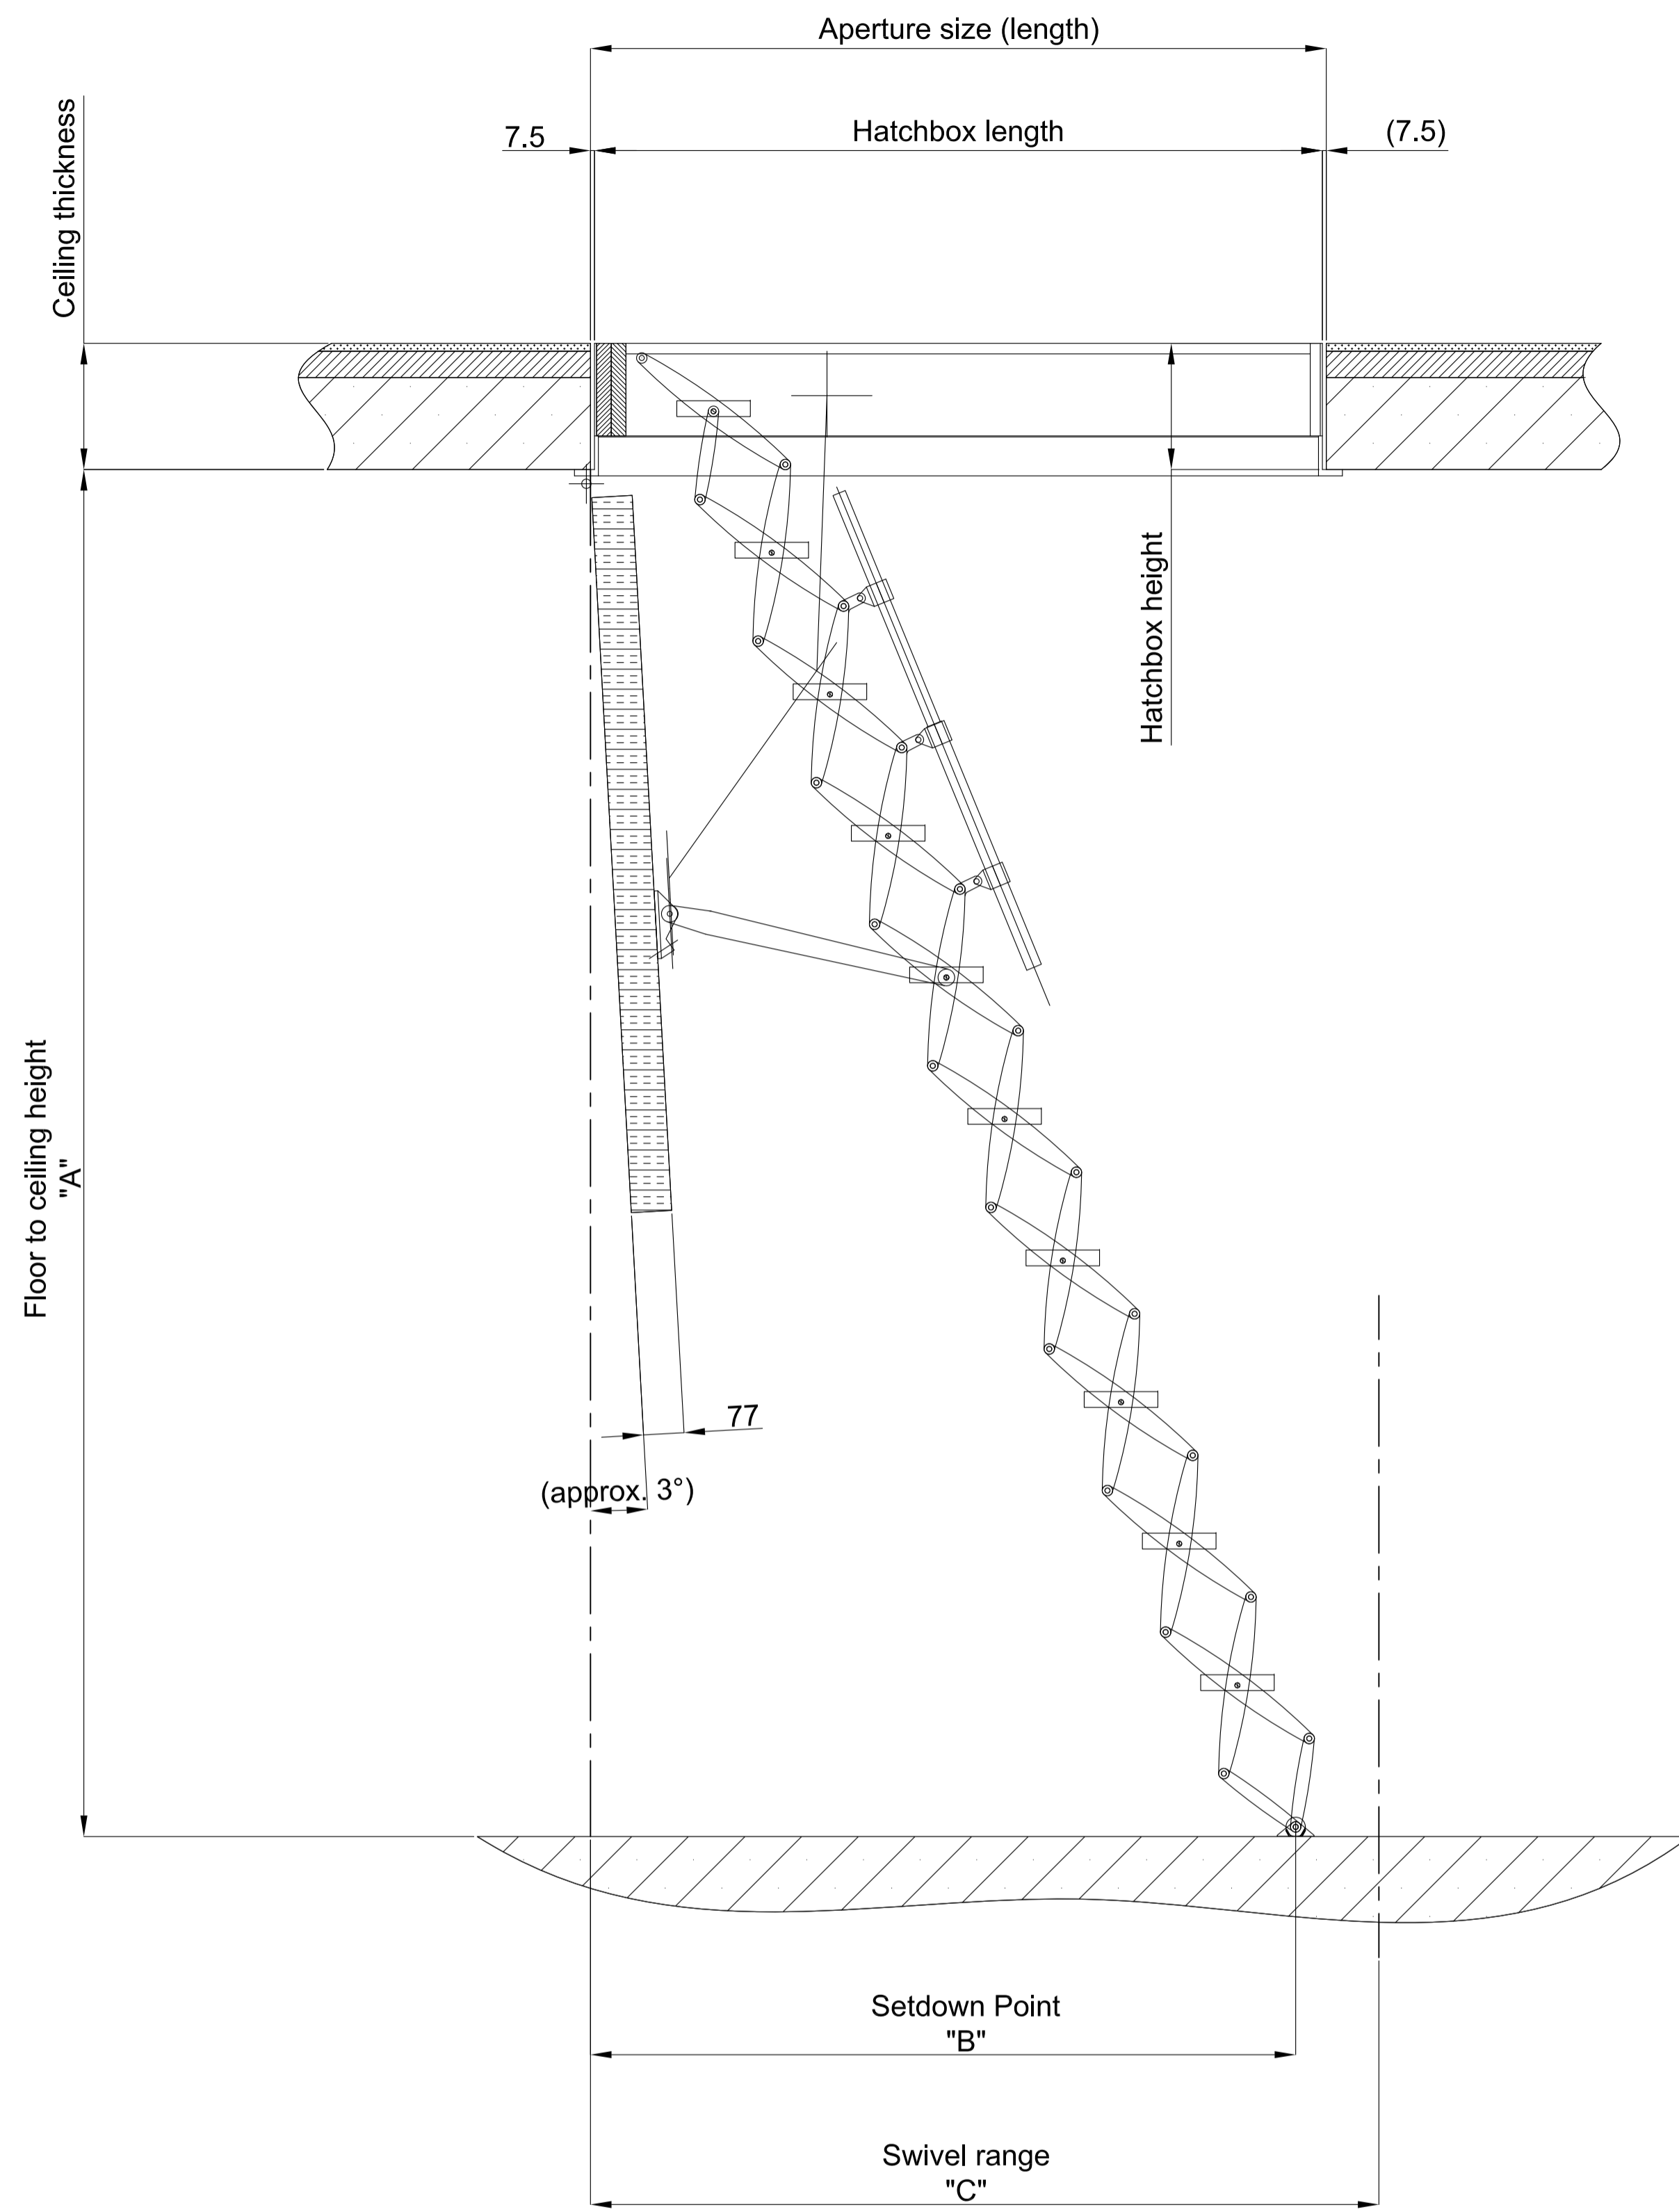 Aperture size (length)
7.5
Hatchbox length
(7.5)
Ceiling thickness
Hatchbox height
Floor to ceiling height
"A"
77
(approx. 3°)
Setdown Point
"B"
Swivel range
"C"